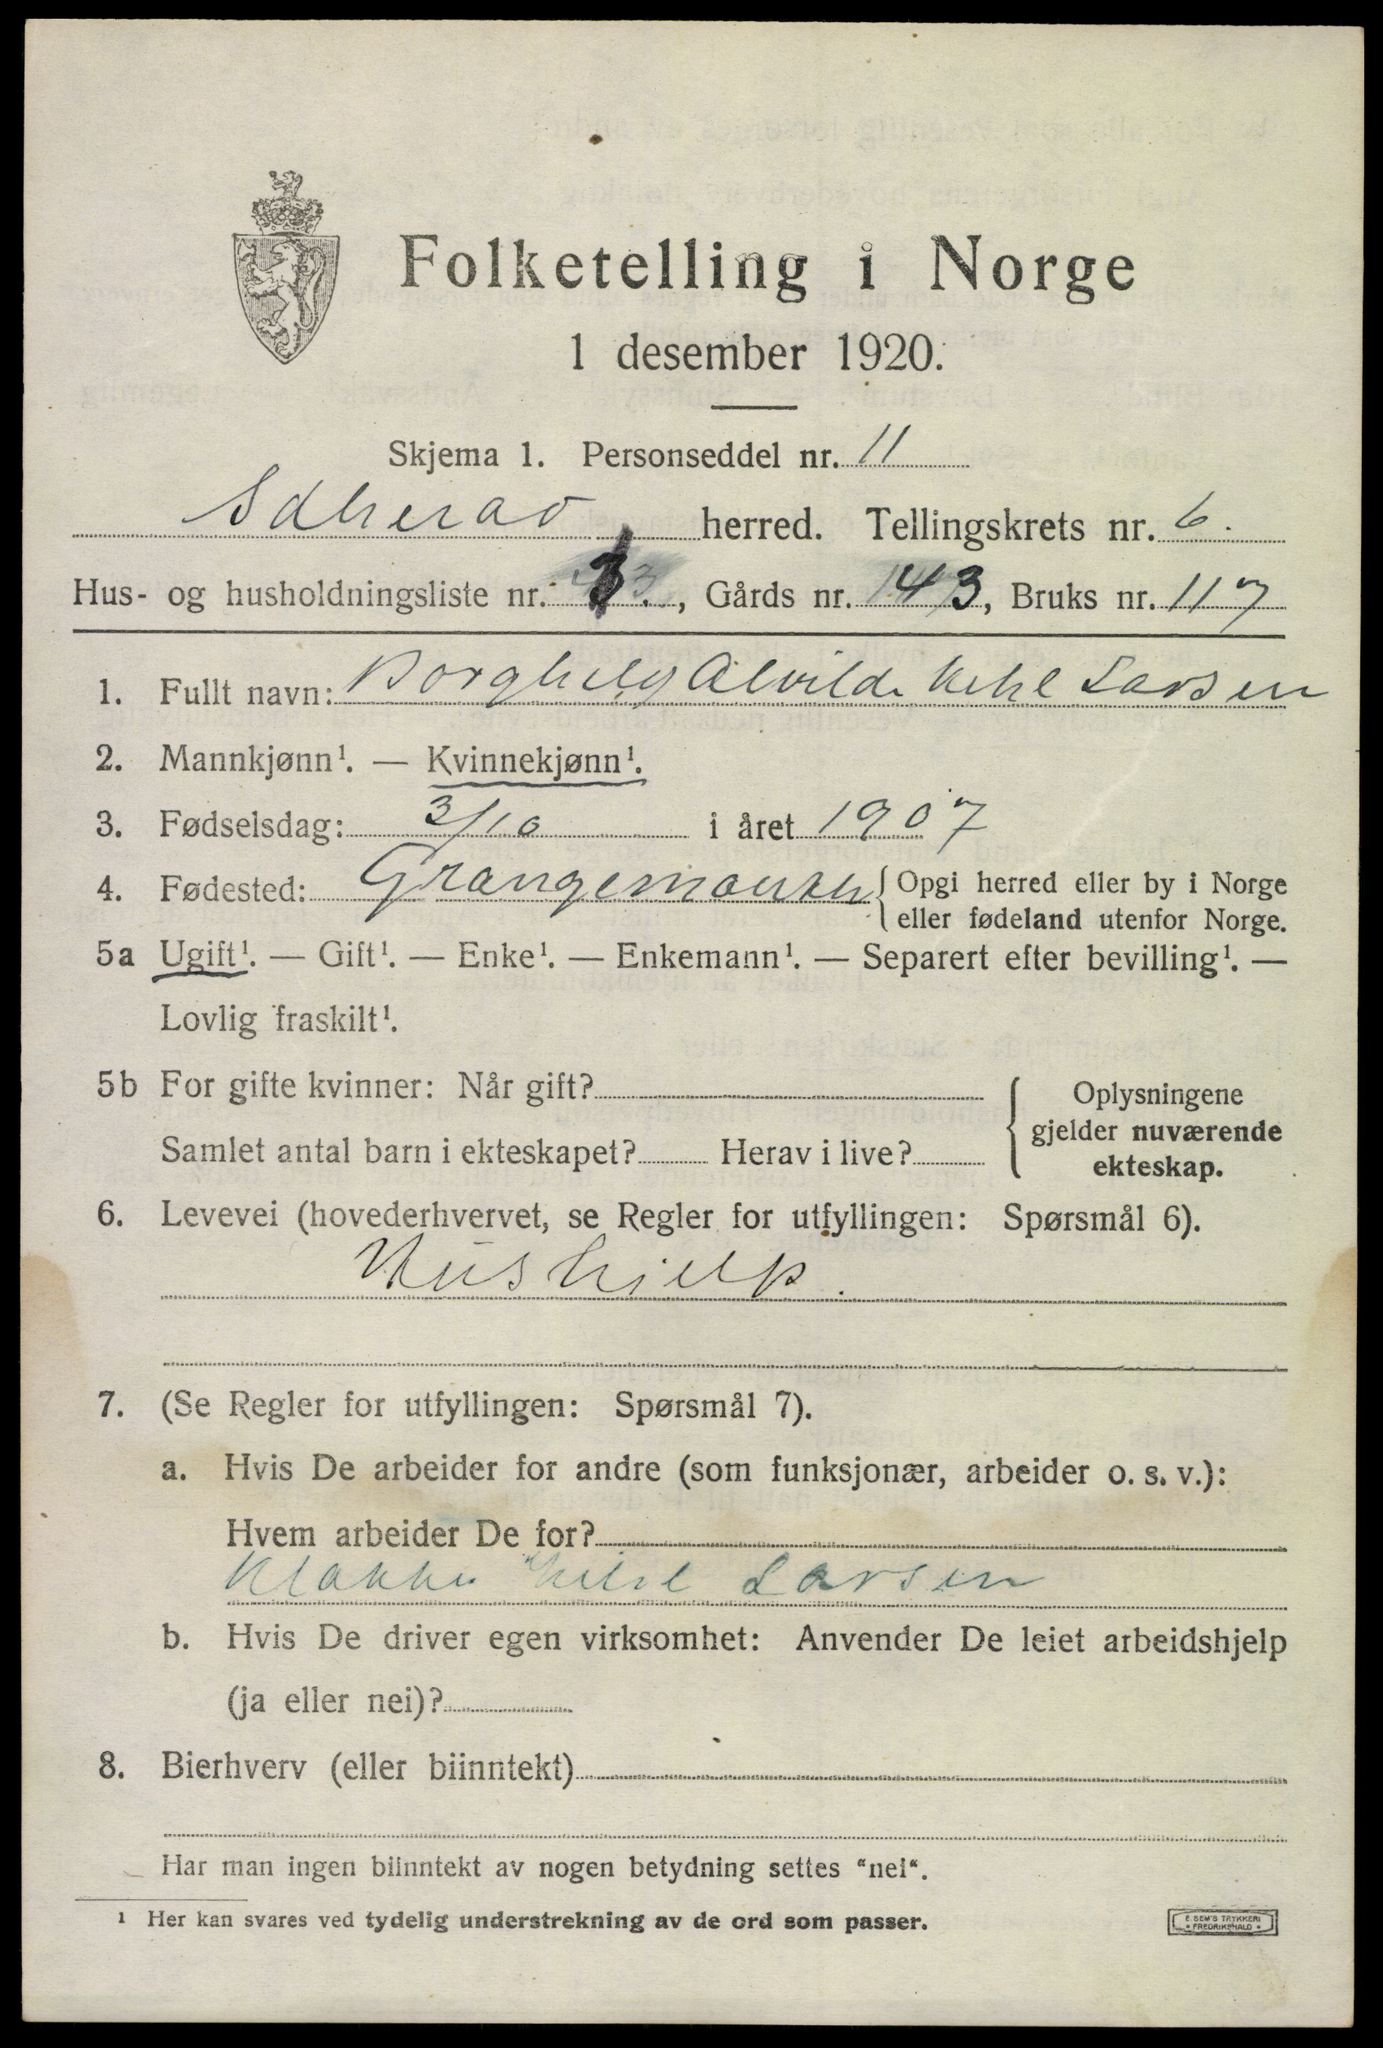 Folketelling i Norge
1 desember 1920.
Skjema 1. Personseddel nr. 11
Idherad herred. Tellingskrets nr. 6.
Hus- og husholdningsliste nr. , Gårds nr. 143, Bruks nr. 117
1. Fullt navn: Borghild Alvilde Larsen
2. Mannkjønn¹. — Kvinnekjønn¹.
3. Fødselsdag: 3/10 i året 1907
4. Fødested: Grangemouth { Opgi herred eller by i Norge
eller fødeland utenfor Norge.
5a Ugift¹. — Gift¹. — Enke¹. — Enkemann¹. — Separert efter bevilling¹. —
Lovlig fraskilt¹.
5b For gifte kvinner: Når gift?
Samlet antal barn i ekteskapet? Herav i live?
Oplysningene
gjelder nuværende
ekteskap.
6. Levevei (hovederhvervet, se Regler for utfyllingen: Spørsmål 6).
Hushjelp.
7. (Se Regler for utfyllingen: Spørsmål 7).
a. Hvis De arbeider for andre (som funksjonær, arbeider o. s. v.):
Hvem arbeider De for?
Larsen
b. Hvis De driver egen virksomhet: Anvender De leiet arbeidshjelp
(ja eller nei)?
8. Bierhverv (eller biinntekt)
Har man ingen biinntekt av nogen betydning settes "nei".
¹ Her kan svares ved tydelig understrekning av de ord som passer.
E. SEM'S TRYKKERI
FREDRIKSHALD